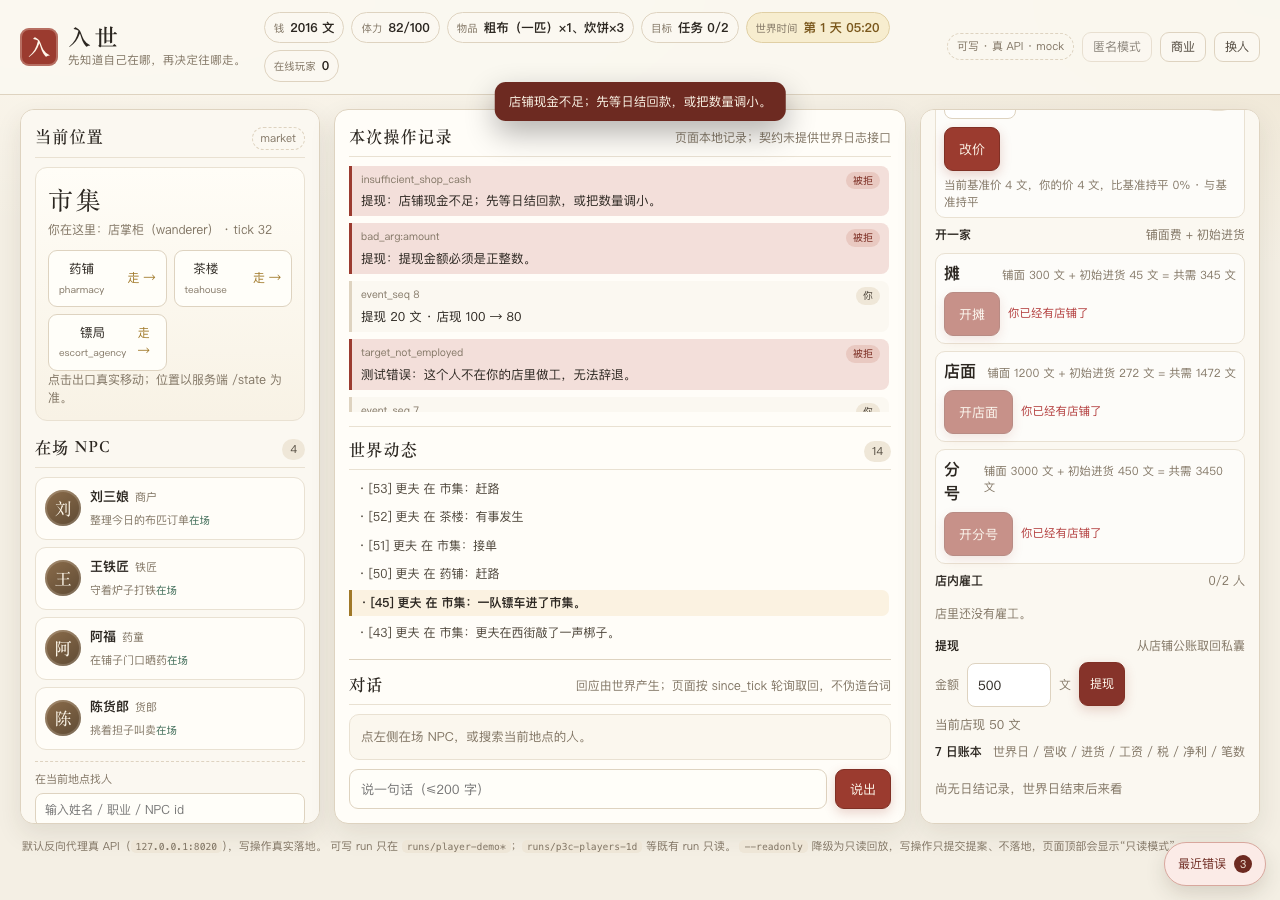 入
入世
先知道自己在哪，再决定往哪走。
钱 2016 文
体力 82/100
物品 粗布（一匹）×1、炊饼×3
目标 任务 0/2
世界时间 第 1 天 05:20
在线玩家 0
可写 · 真 API · mock
匿名模式
商业
换人
店铺现金不足；先等日结回款，或把数量调小。
当前位置
market
市集
你在这里：店掌柜（wanderer） · tick 32
药铺
pharmacy
走 →
茶楼
teahouse
走 →
镖局
escort_agency
走 →
点击出口真实移动；位置以服务端 /state 为准。
在场 NPC
4
刘
刘三娘 商户
整理今日的布匹订单在场
王
王铁匠 铁匠
守着炉子打铁在场
阿
阿福 药童
在铺子门口晒药在场
陈
陈货郎 货郎
挑着担子叫卖在场
在当前地点找人
输入姓名 / 职业 / NPC id
本次操作记录
页面本地记录；契约未提供世界日志接口
insufficient_shop_cash
被拒
提现：店铺现金不足；先等日结回款，或把数量调小。
bad_arg:amount
被拒
提现：提现金额必须是正整数。
event_seq 8
你
提现 20 文 · 店现 100 → 80
target_not_employed
被拒
测试错误：这个人不在你的店里做工，无法辞退。
event_seq 7
你
世界动态
14
· [53] 更夫 在 市集：赶路
· [52] 更夫 在 茶楼：有事发生
· [51] 更夫 在 市集：接单
· [50] 更夫 在 药铺：赶路
· [45] 更夫 在 市集：一队镖车进了市集。
· [43] 更夫 在 市集：更夫在西街敲了一声梆子。
对话
回应由世界产生；页面按 since_tick 轮询取回，不伪造台词
点左侧在场 NPC，或搜索当前地点的人。
说一句话（≤200 字）
说出
改价
当前基准价 4 文，你的价 4 文，比基准持平 0% · 与基准持平
开一家
铺面费 + 初始进货
摊
铺面 300 文 + 初始进货 45 文 = 共需 345 文
开摊
你已经有店铺了
店面
铺面 1200 文 + 初始进货 272 文 = 共需 1472 文
开店面
你已经有店铺了
分号
铺面 3000 文 + 初始进货 450 文 = 共需 3450 文
开分号
你已经有店铺了
店内雇工
0/2 人
店里还没有雇工。
提现
从店铺公账取回私囊
金额
500
文
提现
当前店现 50 文
7 日账本
世界日 / 营收 / 进货 / 工资 / 税 / 净利 / 笔数
尚无日结记录，世界日结束后来看
默认反向代理真 API（ 127.0.0.1:8020 ），写操作真实落地。 可写 run 只在 runs/player-demo* ； runs/p3c-players-1d 等既有 run 只读。 --readonly 降级为只读回放，写操作只提交提案、不落地，页面顶部会显示“只读模式”
最近错误 3